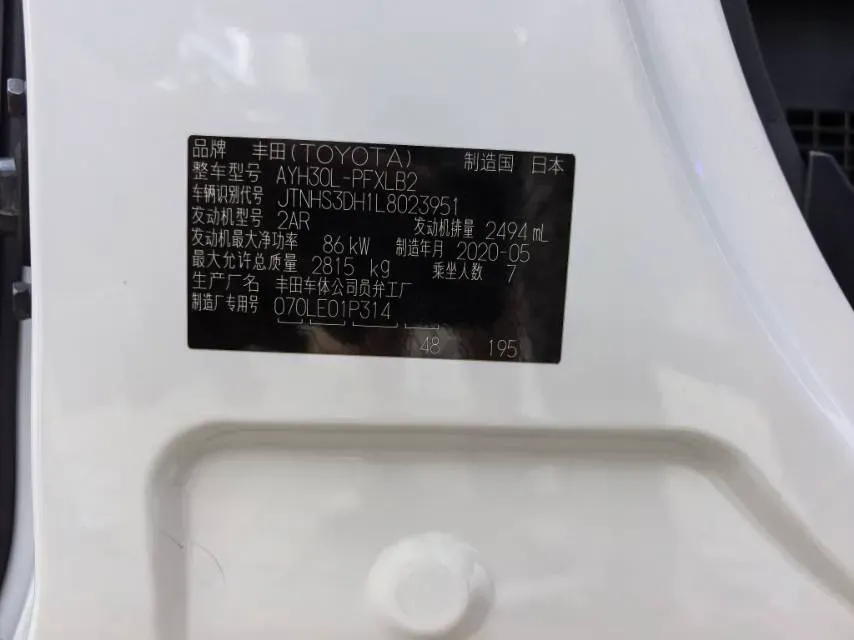 品牌 丰田(TOYOTA) 制造国 日本
整车型号 AYH30L-PFXLB2
车辆识别代号 JTNHS3DH1L8023951
发动机型号 2AR 发动机排量 2494 mL
发动机最大净功率 86 kW 制造年月 2020-05
最大允许总质量 2815 kg 乘坐人数 7
生产厂名 丰田车体公司员弁工厂
制造厂专用号 070LE01P314
48 195